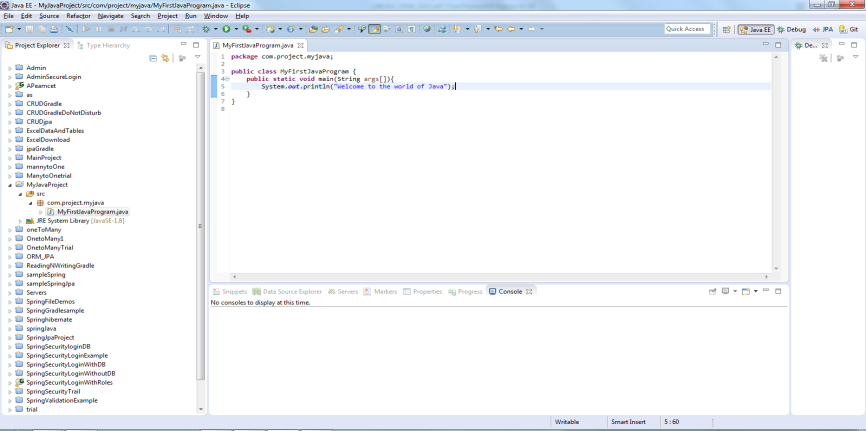 Java EE - MyJavaProject/src/com/project/myjava/MyFirstJavaProgram.java - Eclipse
File Edit Source Refactor Navigate Search Project Run Window Help
Quick Access
Java EE
Debug
JPA
Git
Project Explorer
Type Hierarchy
Admin
AdminSecureLogin
APeamcet
as
CRUDGradle
CRUDGradleDoNotDisturb
CRUDjpa
ExcelDataAndTables
ExcelDownload
jpaGradle
MainProject
mannytoOne
ManytoOnetrial
MyJavaProject
src
com.project.myjava
MyFirstJavaProgram.java
JRE System Library [JavaSE-1.8]
oneToMany
OnetoMany1
OnetoManyTrial
ORM_JPA
ReadingNWritingGradle
sampleSpring
sampleSpringJpa
Servers
SpringFileDemos
SpringGradlesample
Springhibernate
springJava
SpringJpaProject
SpringSecurityloginDB
SpringSecurityLoginExample
SpringSecurityLoginWithDB
SpringSecurityLoginWithoutDB
SpringSecurityLoginWithRoles
SpringSecurityTrail
SpringValidationExample
trial
MyFirstJavaProgram.java
1 package com.project.myjava;
2
3 public class MyFirstJavaProgram {
4 public static void main(String args[]){
5 System.out.println("Welcome to the world of Java");
6 }
7 }
8
De...
Snippets Data Source Explorer Servers Markers Properties Progress Console
No consoles to display at this time.
Writable Smart Insert 5 : 60